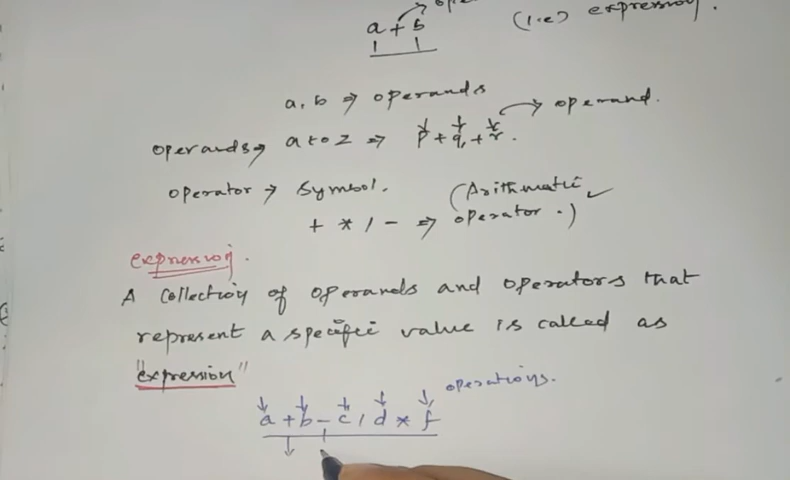 a + b (i.e) expression.
a, b ⇒ operands
operands → a to z ⇒ p + q + r. → operand.
operator → symbol. (Arithmatic
+ * / - ⇒ operator.)
expression.
A collection of operands and operators that
represent a specific value is called as
"expression"
a + b - c / d * f operations.